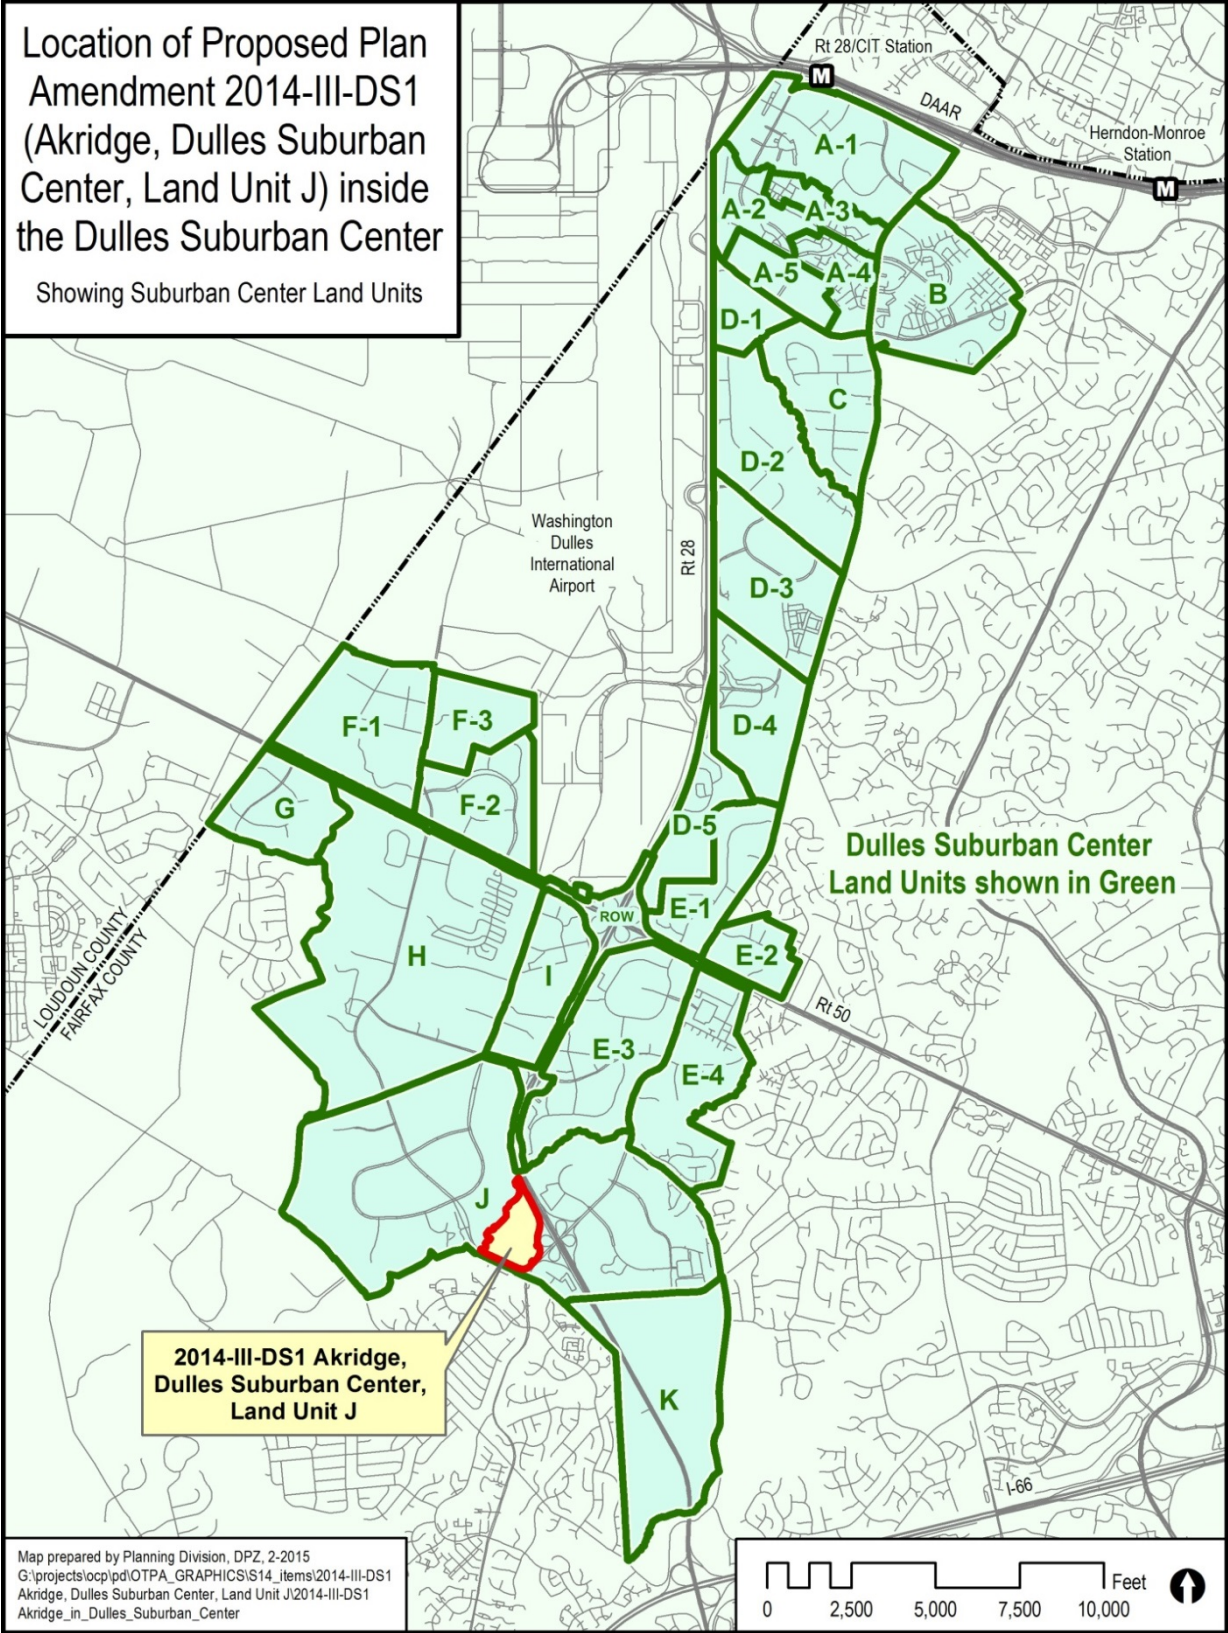 Location of Proposed Plan
Amendment 2014-III-DS1
(Akridge, Dulles Suburban
Center, Land Unit J) inside
the Dulles Suburban Center
Showing Suburban Center Land Units
Rt 28/CIT Station
M
DAAR
Herndon-Monroe
Station
M
A-1
A-2
A-3
A-5
A-4
B
D-1
C
D-2
Washington
Dulles
International
Airport
Rt 28
D-3
D-4
F-1
F-3
F-2
G
D-5
Dulles Suburban Center
Land Units shown in Green
ROW
E-1
E-2
LOUDOUN COUNTY
FAIRFAX COUNTY
H
I
Rt 50
E-3
E-4
J
2014-III-DS1 Akridge,
Dulles Suburban Center,
Land Unit J
K
I-66
Map prepared by Planning Division, DPZ, 2-2015
G:\projects\ocp\pd\OTPA_GRAPHICS\S14_items\2014-III-DS1
Akridge, Dulles Suburban Center, Land Unit J\2014-III-DS1
Akridge_in_Dulles_Suburban_Center
Feet
0 2,500 5,000 7,500 10,000